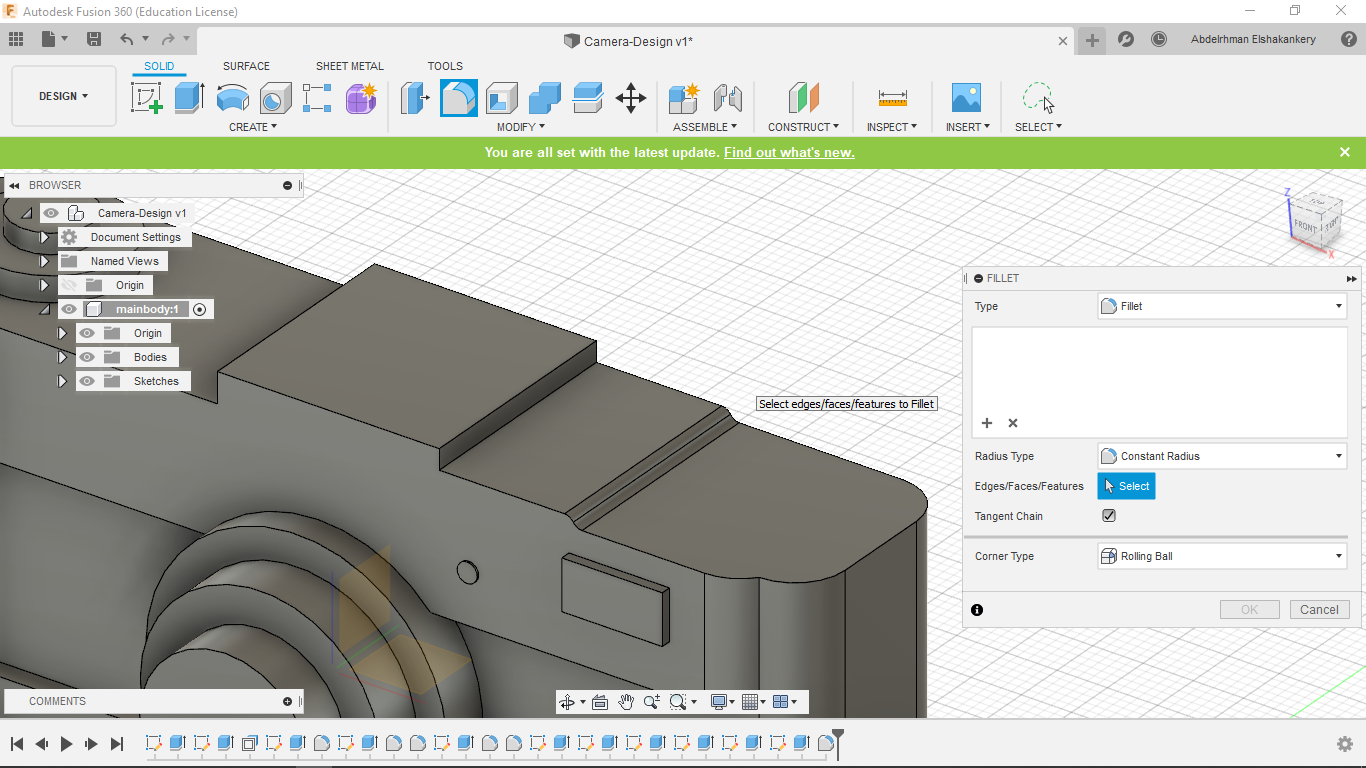 Autodesk Fusion 360 (Education License)
Camera-Design v1*
Abdelrhman Elshakankery
SOLID SURFACE SHEET METAL TOOLS
DESIGN
CREATE MODIFY ASSEMBLE CONSTRUCT INSPECT INSERT SELECT
You are all set with the latest update. Find out what's new.
BROWSER
Camera-Design v1
Document Settings
Named Views
Origin
mainbody:1
Origin
Bodies
Sketches
Z
TOP
FRONT
X
Select edges/faces/features to Fillet
FILLET
Type Fillet
Radius Type Constant Radius
Edges/Faces/Features Select
Tangent Chain
Corner Type Rolling Ball
OK Cancel
COMMENTS